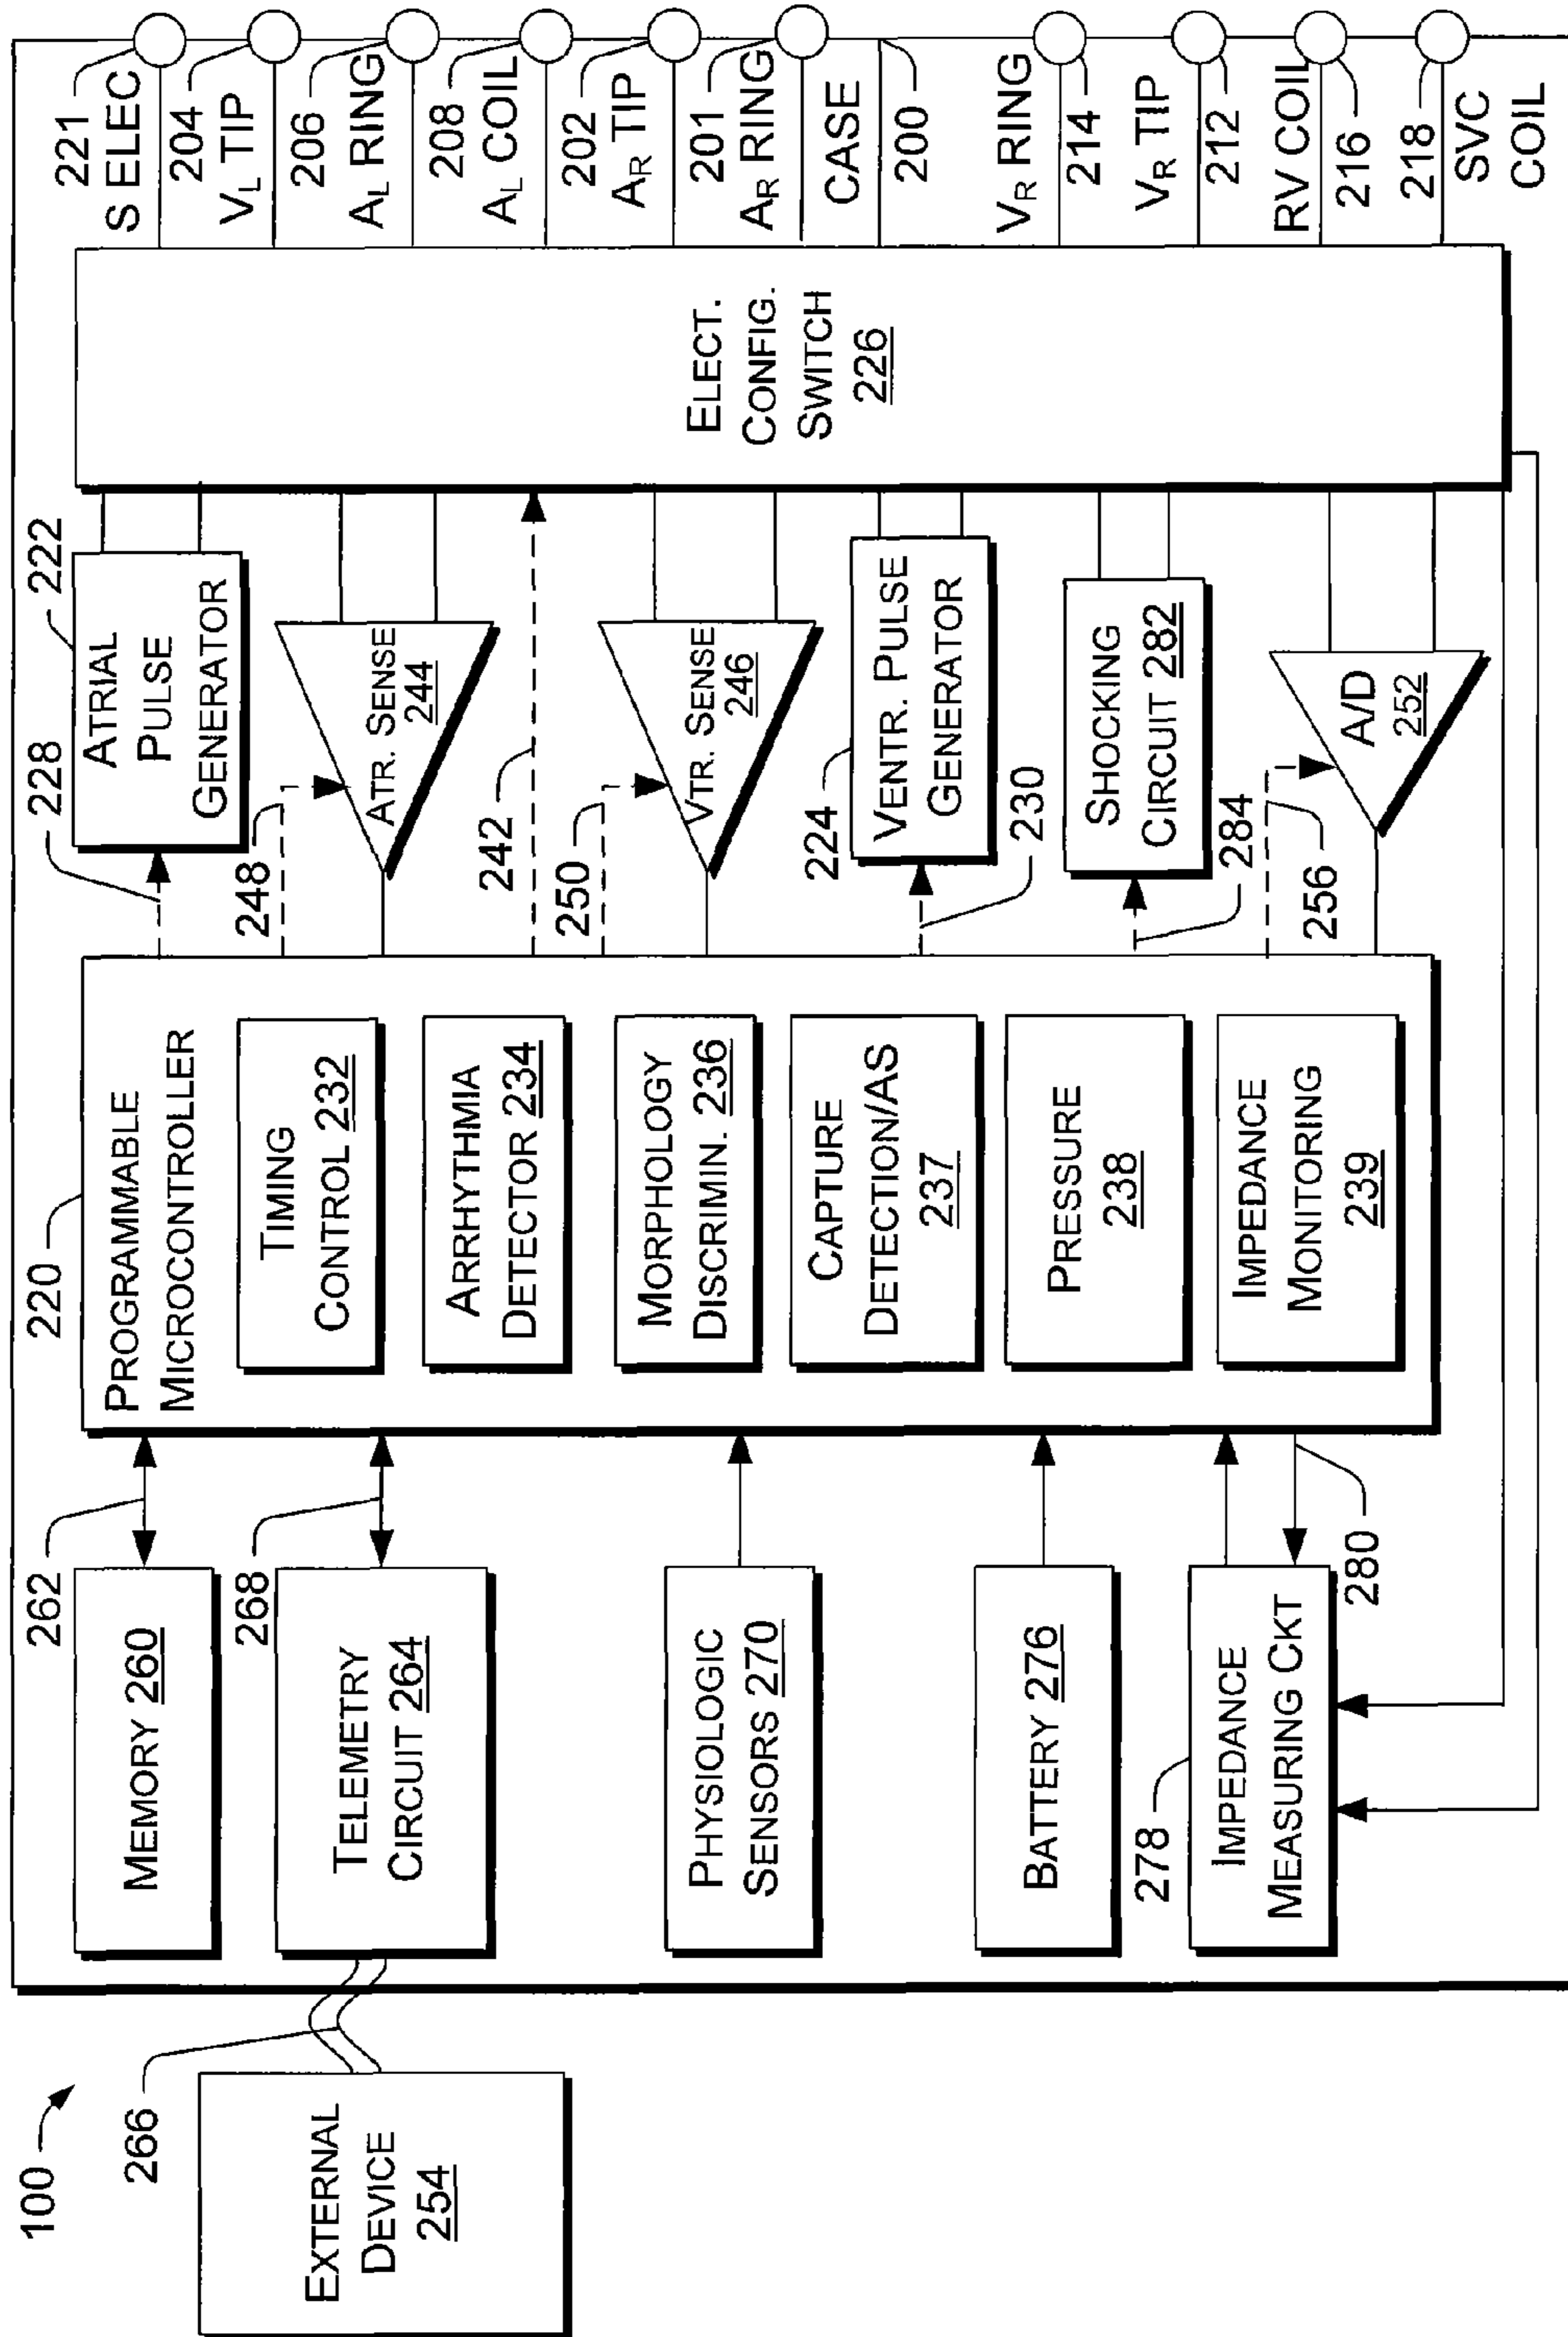 100
221
S ELEC
204
VL TIP
206
AL RING
208
AL COIL
202
AR TIP
201
AR RING
CASE
200
VR RING
214
VR TIP
212
RV COIL
216
218
SVC
COIL
ELECT.
CONFIG.
SWITCH
226
222
ATRIAL
PULSE
GENERATOR
228
ATR. SENSE
244
248
242
VTR. SENSE
246
250
224
VENTR. PULSE
GENERATOR
230
SHOCKING
CIRCUIT 282
284
A/D
252
256
220
PROGRAMMABLE
MICROCONTROLLER
TIMING
CONTROL 232
ARRHYTHMIA
DETECTOR 234
MORPHOLOGY
DISCRIMIN. 236
CAPTURE
DETECTION/AS
237
PRESSURE
238
IMPEDANCE
MONITORING
239
262
268
280
MEMORY 260
TELEMETRY
CIRCUIT 264
PHYSIOLOGIC
SENSORS 270
BATTERY 276
278
IMPEDANCE
MEASURING CKT
266
EXTERNAL
DEVICE
254